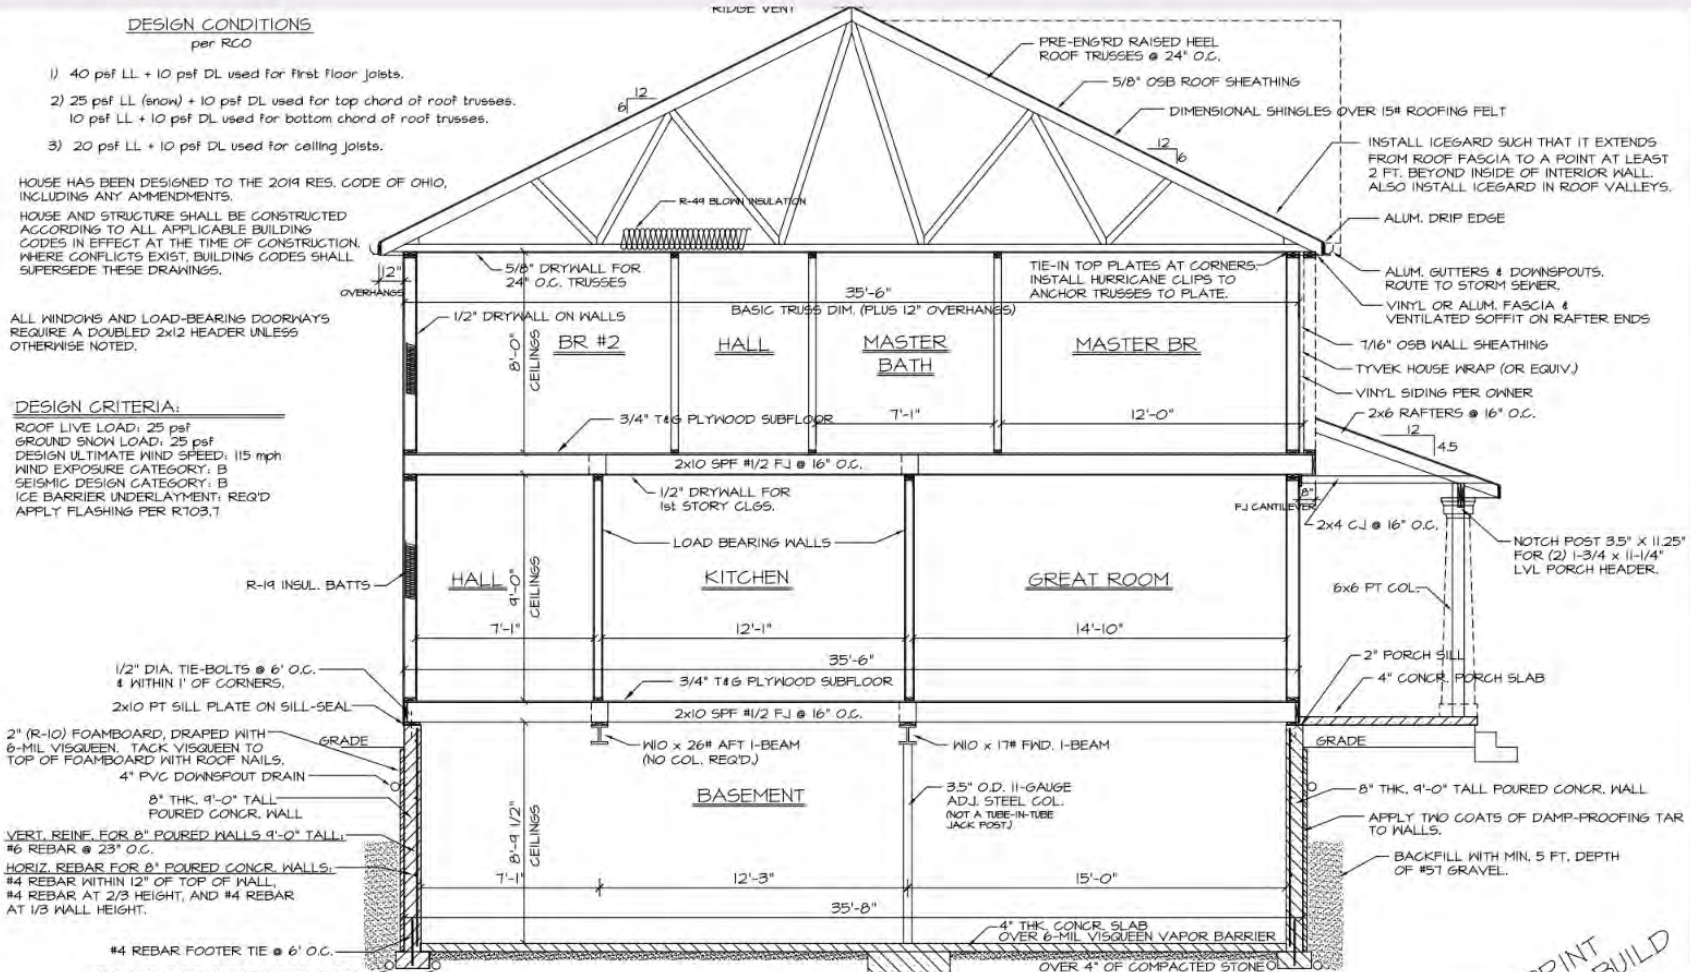 RIDGE VENT
DESIGN CONDITIONS
per RCO
1) 40 psf LL + 10 psf DL used for first floor joists.
2) 25 psf LL (snow) + 10 psf DL used for top chord of roof trusses.
10 psf LL + 10 psf DL used for bottom chord of roof trusses.
3) 20 psf LL + 10 psf DL used for ceiling joists.
HOUSE HAS BEEN DESIGNED TO THE 2019 RES. CODE OF OHIO,
INCLUDING ANY AMMENDMENTS.
HOUSE AND STRUCTURE SHALL BE CONSTRUCTED
ACCORDING TO ALL APPLICABLE BUILDING
CODES IN EFFECT AT THE TIME OF CONSTRUCTION.
WHERE CONFLICTS EXIST, BUILDING CODES SHALL
SUPERSEDE THESE DRAWINGS.
ALL WINDOWS AND LOAD-BEARING DOORWAYS
REQUIRE A DOUBLED 2x12 HEADER UNLESS
OTHERWISE NOTED.
DESIGN CRITERIA:
ROOF LIVE LOAD: 25 psf
GROUND SNOW LOAD: 25 psf
DESIGN ULTIMATE WIND SPEED: 115 mph
WIND EXPOSURE CATEGORY: B
SEISMIC DESIGN CATEGORY: B
ICE BARRIER UNDERLAYMENT: REQ'D
APPLY FLASHING PER R703.7
12
6
PRE-ENG'RD RAISED HEEL
ROOF TRUSSES @ 24" O.C.
5/8" OSB ROOF SHEATHING
DIMENSIONAL SHINGLES OVER 15# ROOFING FELT
12
6
INSTALL ICEGARD SUCH THAT IT EXTENDS
FROM ROOF FASCIA TO A POINT AT LEAST
2 FT. BEYOND INSIDE OF INTERIOR WALL.
ALSO INSTALL ICEGARD IN ROOF VALLEYS.
R-49 BLOWN INSULATION
ALUM. DRIP EDGE
12"
OVERHANGS
5/8" DRYWALL FOR
24" O.C. TRUSSES
35'-6"
BASIC TRUSS DIM. (PLUS 12" OVERHANGS)
TIE-IN TOP PLATES AT CORNERS.
INSTALL HURRICANE CLIPS TO
ANCHOR TRUSSES TO PLATE.
ALUM. GUTTERS & DOWNSPOUTS.
ROUTE TO STORM SEWER.
VINYL OR ALUM. FASCIA &
VENTILATED SOFFIT ON RAFTER ENDS
1/2" DRYWALL ON WALLS
8'-0"
CEILINGS
BR #2
HALL
MASTER
BATH
MASTER BR
7/16" OSB WALL SHEATHING
TYVEK HOUSE WRAP (OR EQUIV.)
VINYL SIDING PER OWNER
2x6 RAFTERS @ 16" O.C.
12
4.5
3/4" T&G PLYWOOD SUBFLOOR
7'-1"
12'-0"
2x10 SPF #1/2 FJ @ 16" O.C.
1/2" DRYWALL FOR
1st STORY CLGS.
8"
FJ CANTILEVER
2x4 CJ @ 16" O.C.
NOTCH POST 3.5" X 11.25"
FOR (2) 1-3/4 x 11-1/4"
LVL PORCH HEADER.
LOAD BEARING WALLS
R-19 INSUL. BATTS
HALL
9'-0"
CEILINGS
KITCHEN
GREAT ROOM
6x6 PT COL.
7'-1"
12'-1"
14'-10"
35'-6"
1/2" DIA. TIE-BOLTS @ 6' O.C.
& WITHIN 1' OF CORNERS.
3/4" T&G PLYWOOD SUBFLOOR
2" PORCH SILL
4" CONCR. PORCH SLAB
2x10 PT SILL PLATE ON SILL-SEAL
2x10 SPF #1/2 FJ @ 16" O.C.
2" (R-10) FOAMBOARD, DRAPED WITH
6-MIL VISQUEEN. TACK VISQUEEN TO
TOP OF FOAMBOARD WITH ROOF NAILS.
GRADE
W10 x 26# AFT I-BEAM
(NO COL. REQ'D.)
W10 x 17# FWD. I-BEAM
GRADE
4" PVC DOWNSPOUT DRAIN
8" THK. 9'-0" TALL
POURED CONCR. WALL
8'-9 1/2"
CEILINGS
BASEMENT
3.5" O.D. 11-GAUGE
ADJ. STEEL COL.
(NOT A TUBE-IN-TUBE
JACK POST.)
8" THK. 9'-0" TALL POURED CONCR. WALL
APPLY TWO COATS OF DAMP-PROOFING TAR
TO WALLS.
VERT. REINF. FOR 8" POURED WALLS 9'-0" TALL:
#6 REBAR @ 23" O.C.
HORIZ. REBAR FOR 8" POURED CONCR. WALLS:
#4 REBAR WITHIN 12" OF TOP OF WALL,
#4 REBAR AT 2/3 HEIGHT, AND #4 REBAR
AT 1/3 WALL HEIGHT.
BACKFILL WITH MIN. 5 FT. DEPTH
OF #57 GRAVEL.
7'-1"
12'-3"
15'-0"
35'-8"
4" THK. CONCR. SLAB
OVER 6-MIL VISQUEEN VAPOR BARRIER
#4 REBAR FOOTER TIE @ 6' O.C.
OVER 4" OF COMPACTED STONE
BUILD